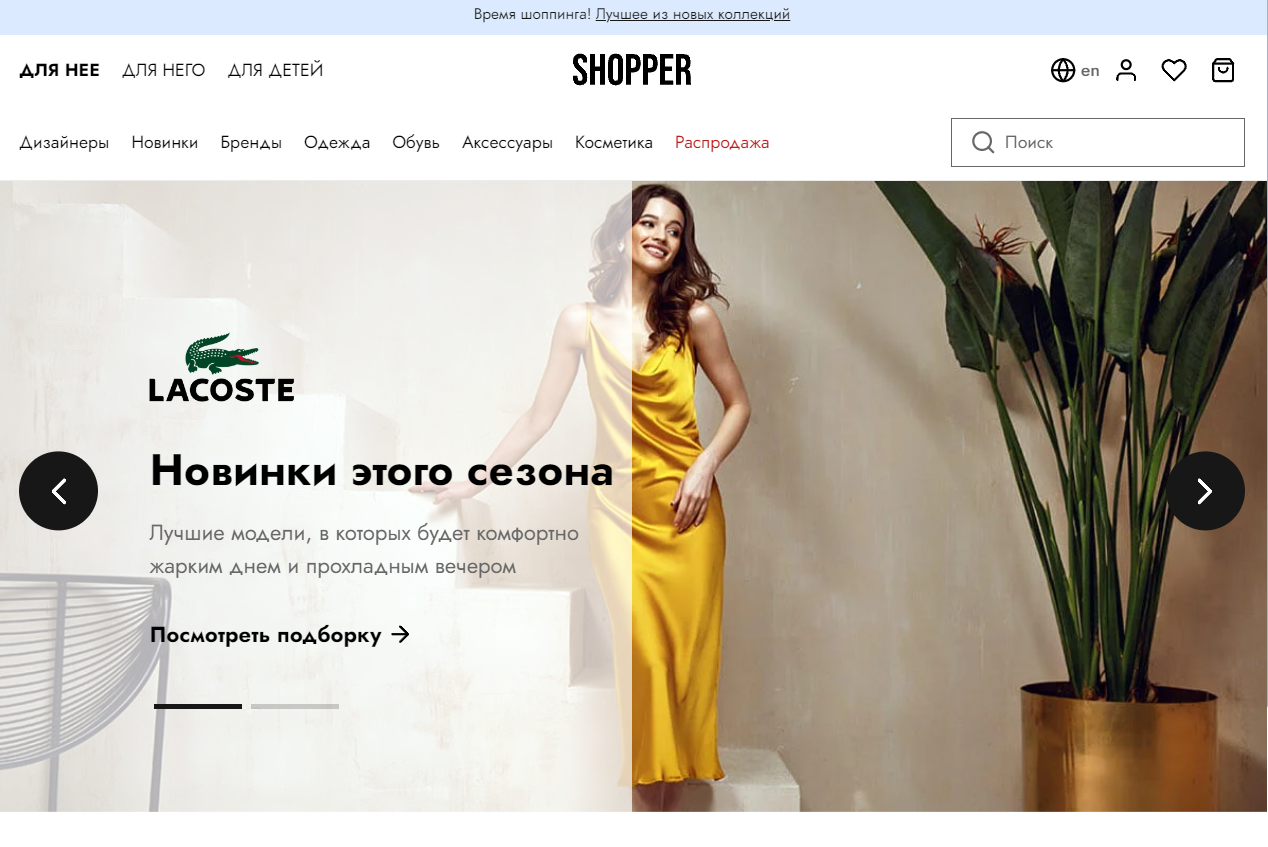 Время шоппинга! Лучшее из новых коллекций
ДЛЯ НЕЕ ДЛЯ НЕГО ДЛЯ ДЕТЕЙ SHOPPER en
Дизайнеры Новинки Бренды Одежда Обувь Аксессуары Косметика Распродажа Поиск
LACOSTE
Новинки этого сезона
Лучшие модели, в которых будет комфортно
жарким днем и прохладным вечером
Посмотреть подборку